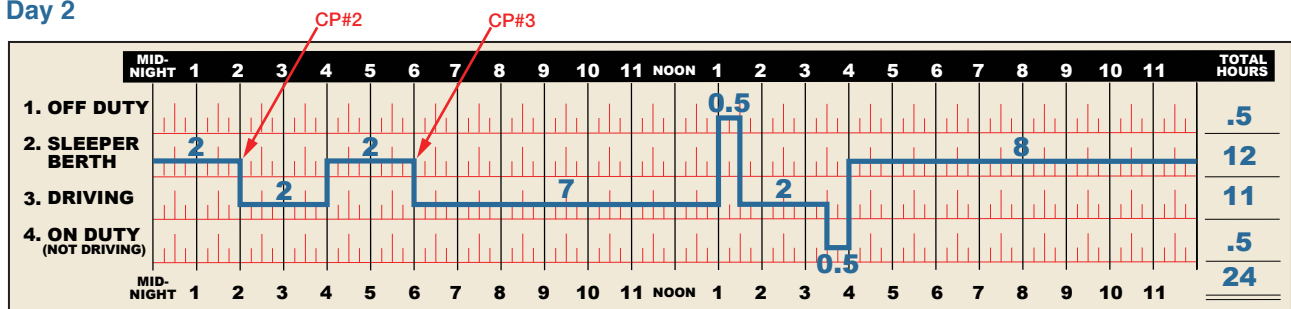 Day 2
CP#2 CP#3
MID-NIGHT 1 2 3 4 5 6 7 8 9 10 11 NOON 1 2 3 4 5 6 7 8 9 10 11 TOTAL HOURS
1. OFF DUTY 0.5 .5
2. SLEEPER BERTH 2 2 8 12
3. DRIVING 2 7 2 11
4. ON DUTY (NOT DRIVING) 0.5 .5
MID-NIGHT 1 2 3 4 5 6 7 8 9 10 11 NOON 1 2 3 4 5 6 7 8 9 10 11 24